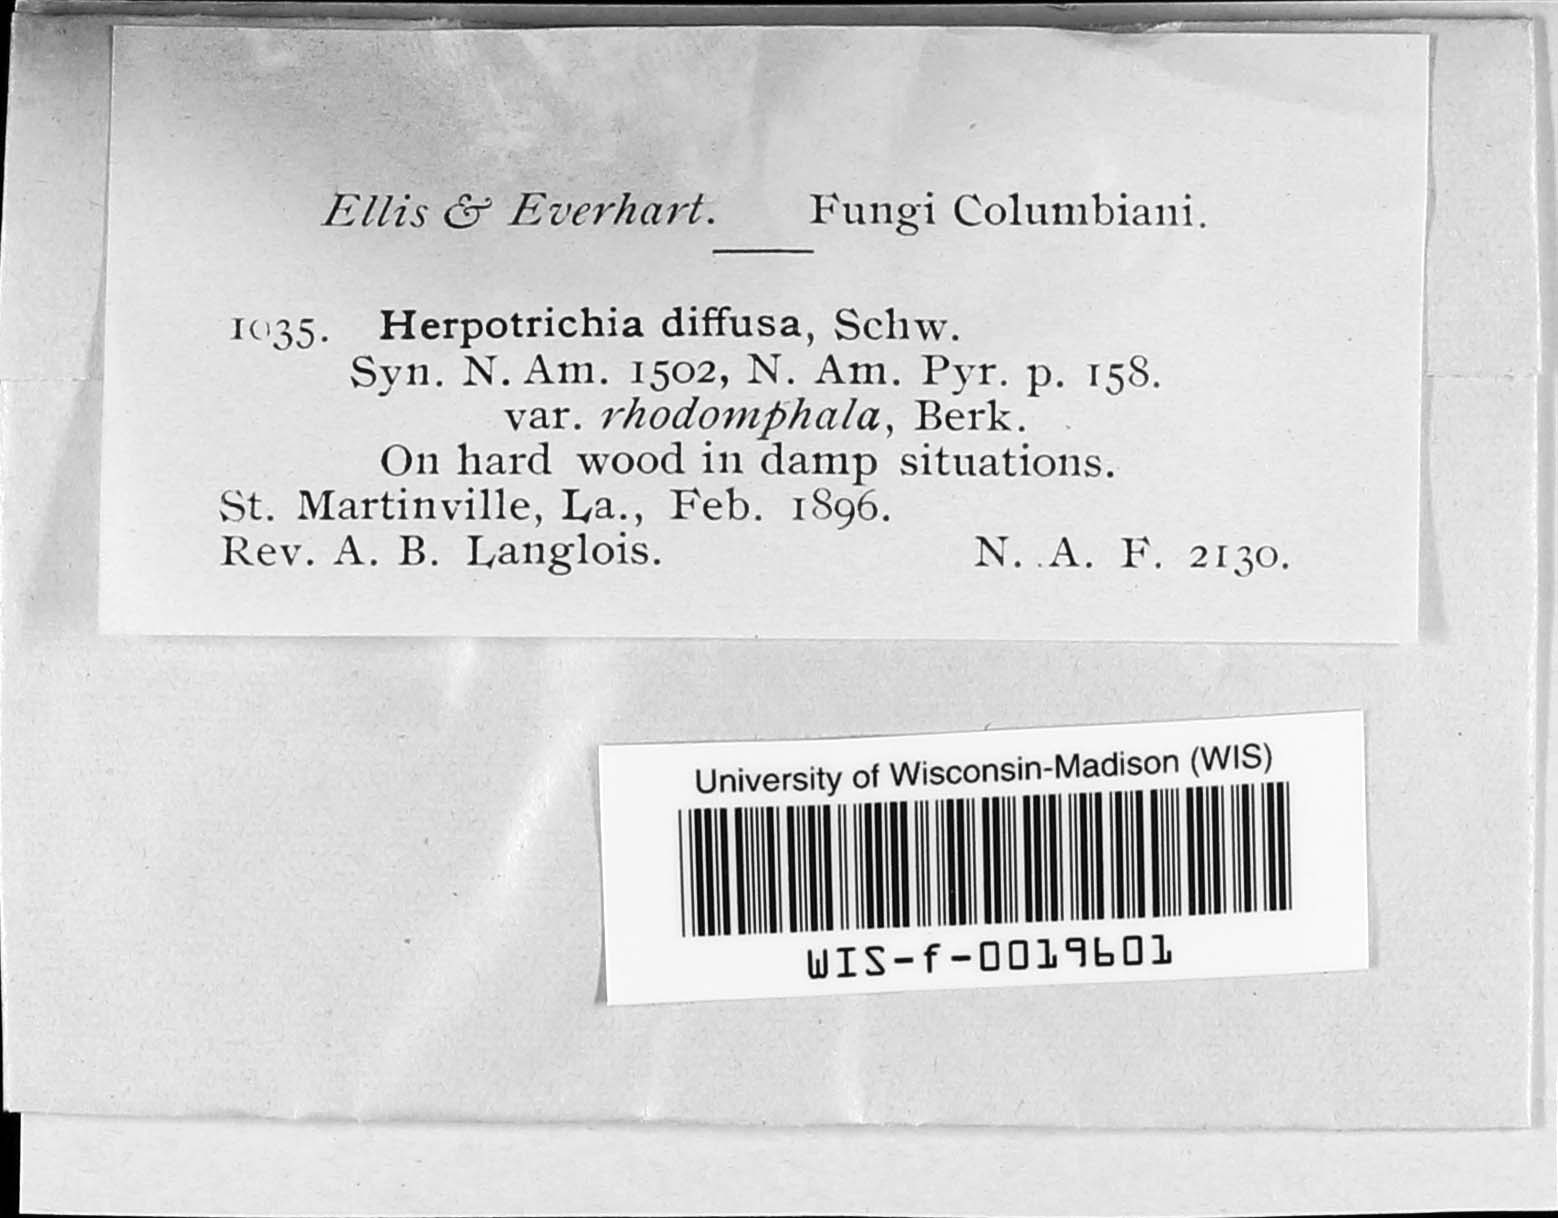 Ellis & Everhart. Fungi Columbiani.
1035. Herpotrichia diffusa, Schw.
Syn. N. Am. 1502, N. Am. Pyr. p. 158.
var. rhodomphala, Berk.
On hard wood in damp situations.
St. Martinville, La., Feb. 1896.
Rev. A. B. Langlois. N. A. F. 2130.
University of Wisconsin-Madison (WIS)
WIS-f-0019601